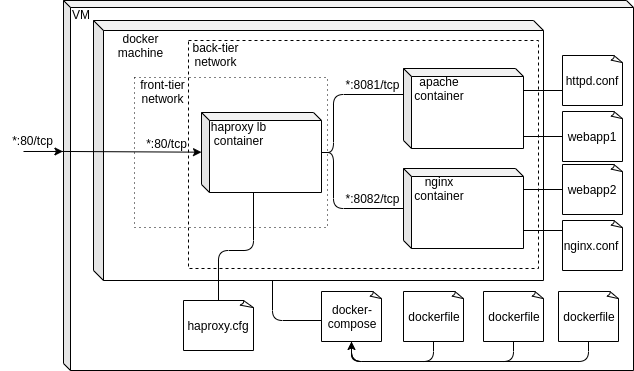 VM
docker
machine
back-tier
network
front-tier
network
*:80/tcp
*:80/tcp
haproxy lb
container
*:8081/tcp
apache
container
*:8082/tcp
nginx
container
httpd.conf
webapp1
webapp2
nginx.conf
haproxy.cfg
docker-
compose
dockerfile
dockerfile
dockerfile